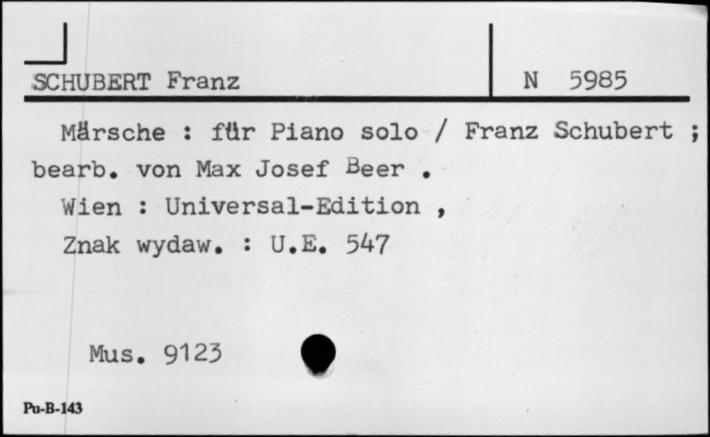 SCHUBERT Franz N 5985
Märsche : für Piano solo / Franz Schubert ;
bearb. von Max Josef Beer .
Wien : Universal-Edition ,
Znak wydaw. : U.E. 547
Mus. 9123
Pu-B-143